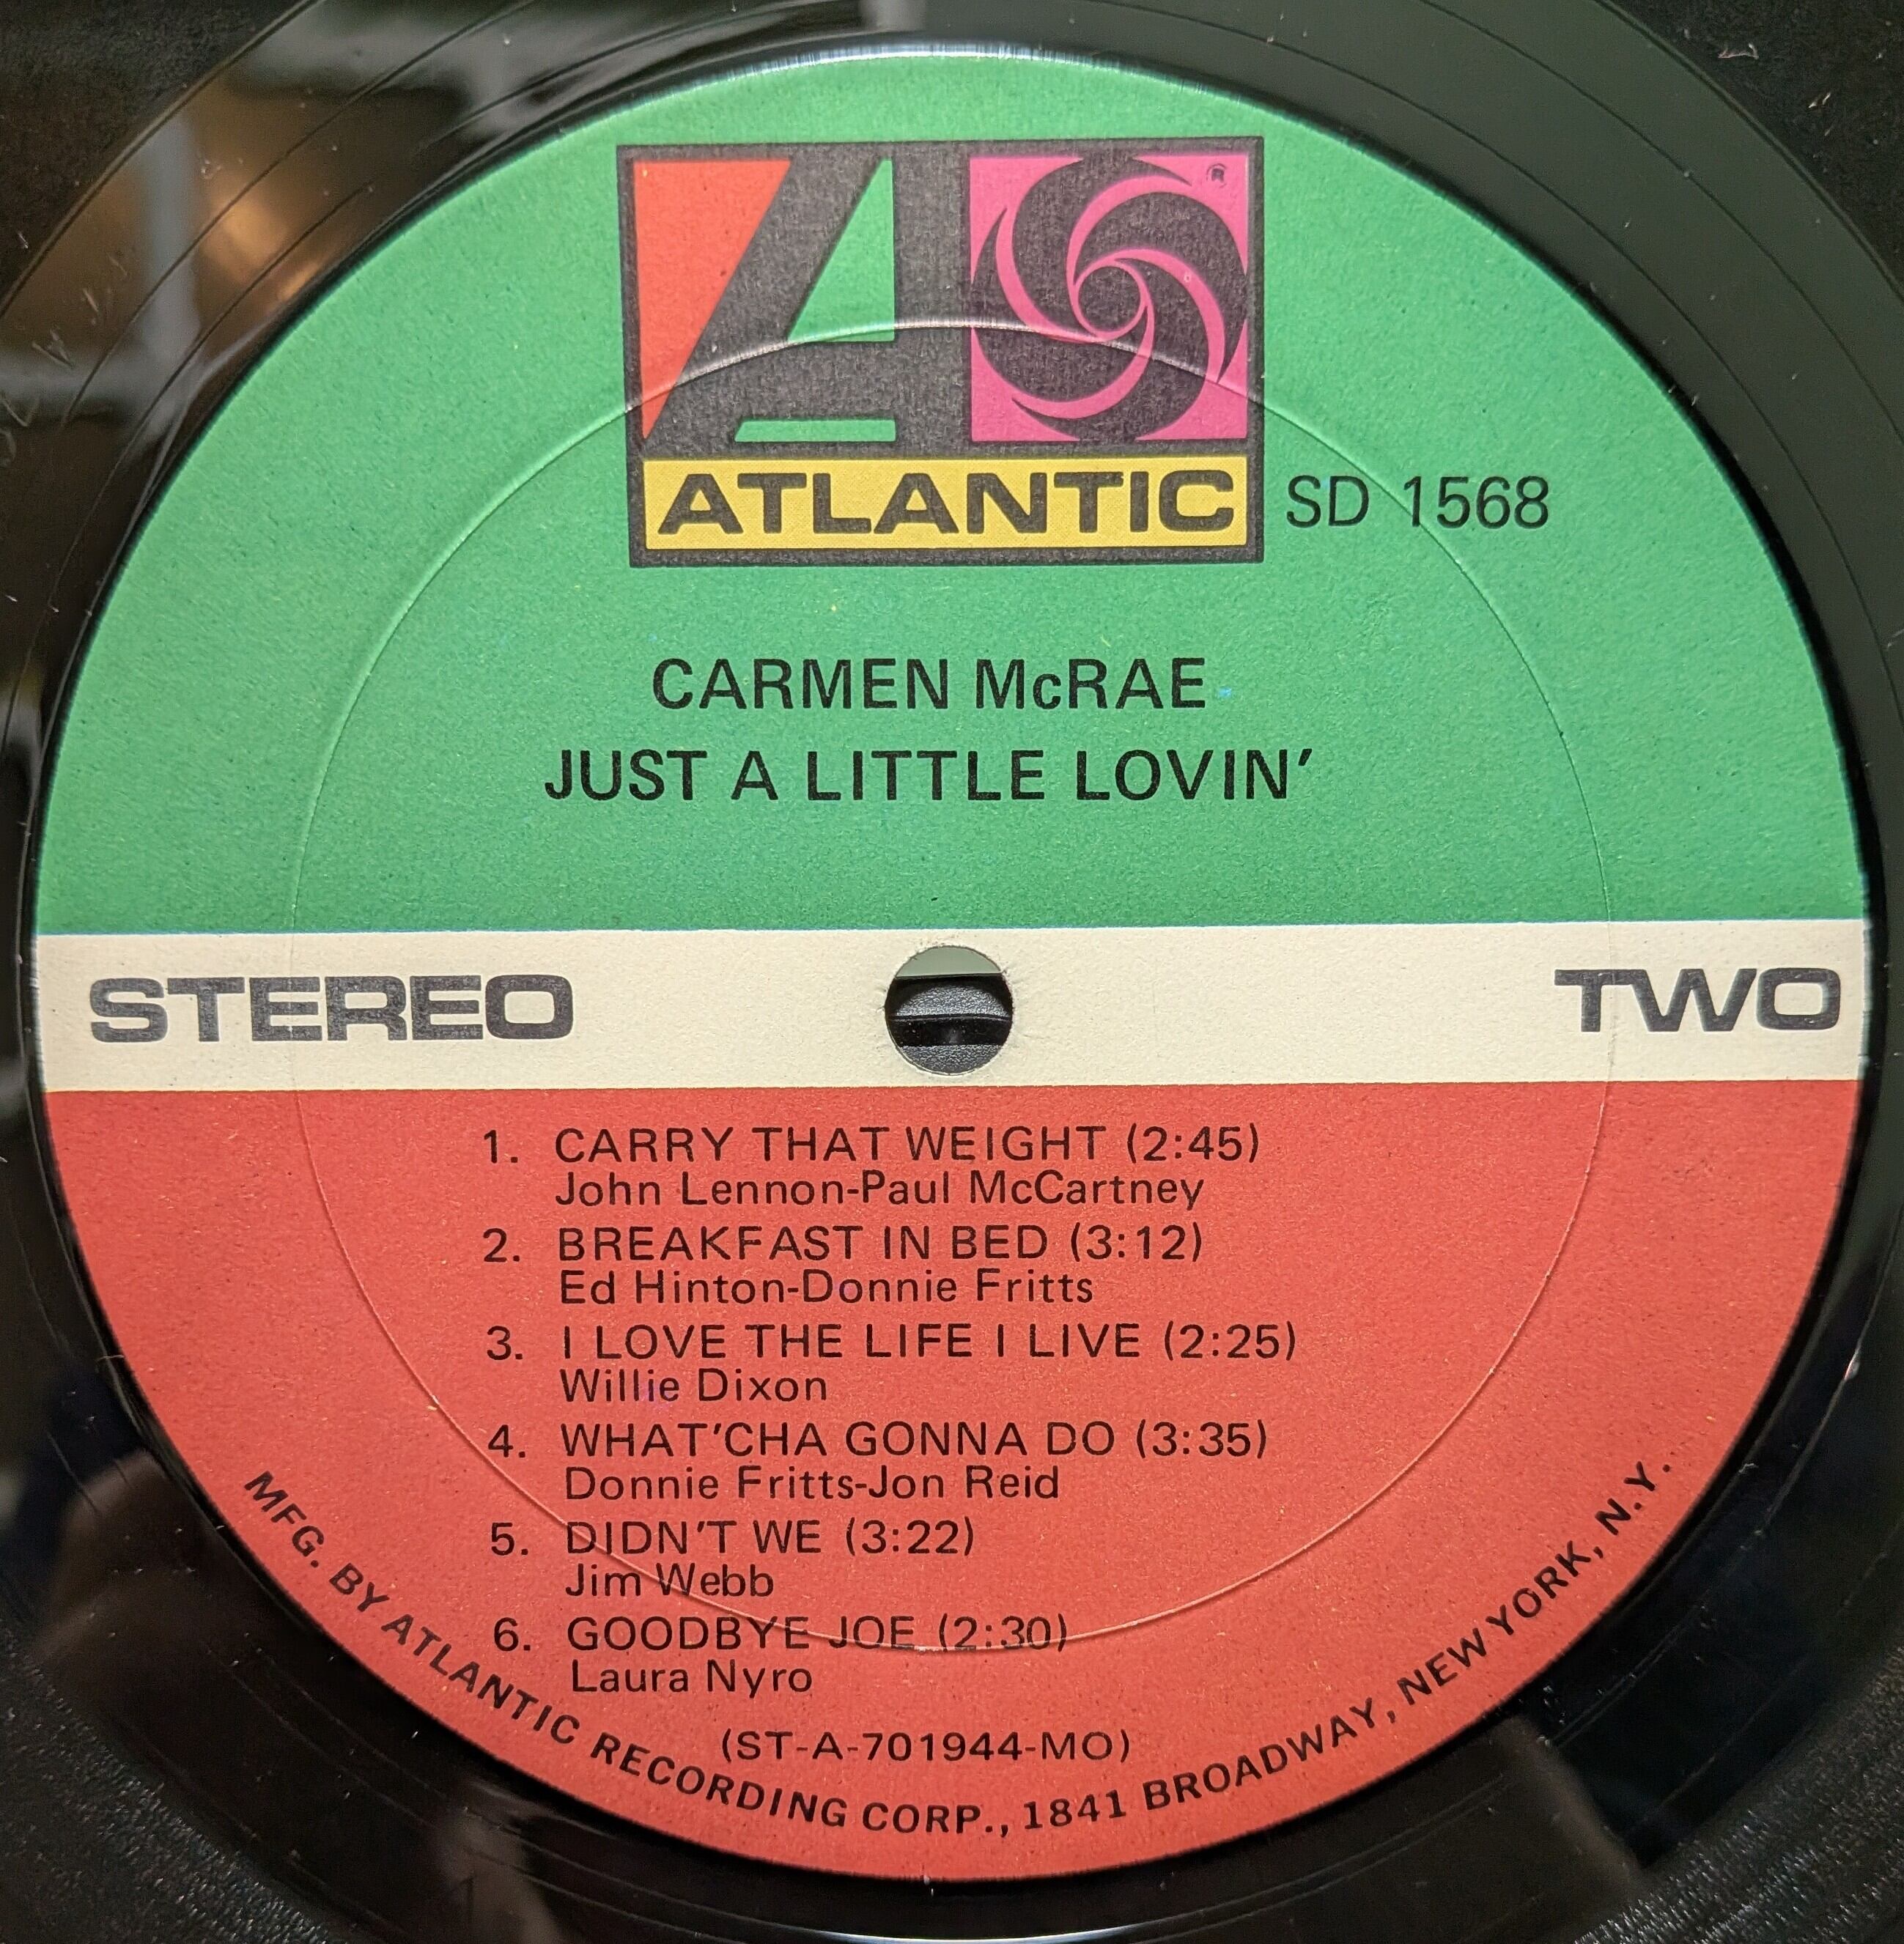 ®
ATLANTIC
SD 1568
CARMEN McRAE
JUST A LITTLE LOVIN'
STEREO
TWO
1. CARRY THAT WEIGHT (2:45)
John Lennon-Paul McCartney
2. BREAKFAST IN BED (3:12)
Ed Hinton-Donnie Fritts
3. I LOVE THE LIFE I LIVE (2:25)
Willie Dixon
4. WHAT'CHA GONNA DO (3:35)
Donnie Fritts-Jon Reid
5. DIDN'T WE (3:22)
Jim Webb
6. GOODBYE JOE (2:30)
Laura Nyro
(ST-A-701944-MO)
MFG. BY ATLANTIC RECORDING CORP., 1841 BROADWAY, NEW YORK, N.Y.